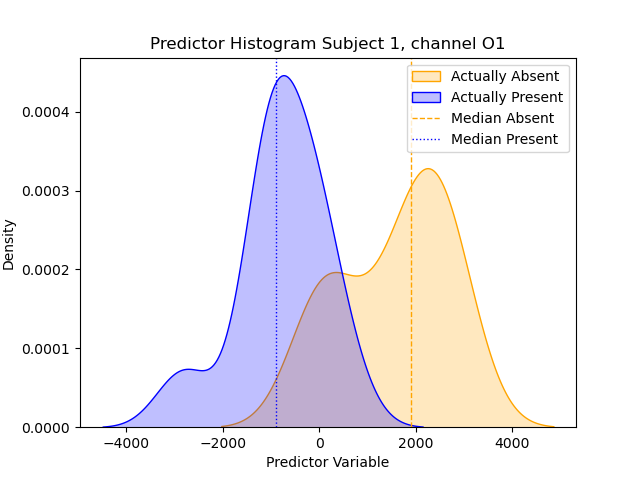 Predictor Histogram Subject 1, channel O1
Actually Absent
Actually Present
Median Absent
Median Present
Density
0.0004
0.0003
0.0002
0.0001
0.0000
−4000
−2000
0
2000
4000
Predictor Variable